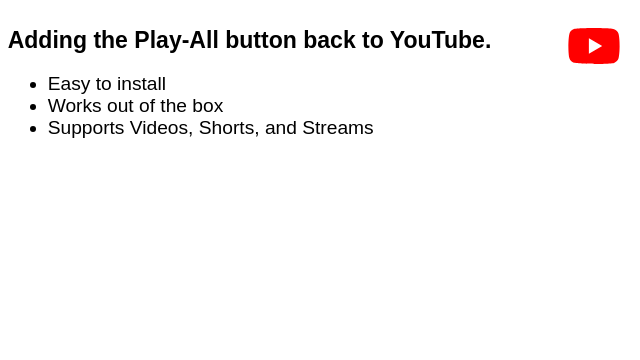 Adding the Play-All button back to YouTube.
Easy to install
Works out of the box
Supports Videos, Shorts, and Streams